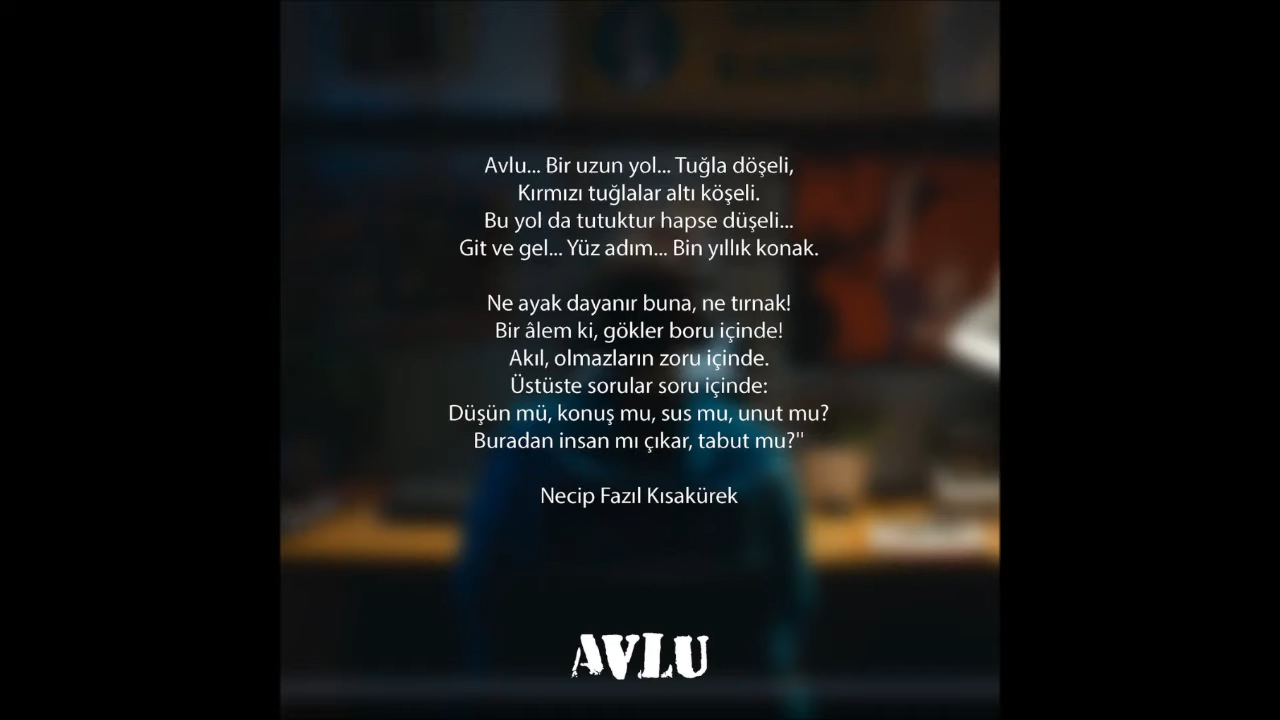 Avlu... Bir uzun yol... Tuğla döşeli,
Kırmızı tuğlalar altı köşeli.
Bu yol da tutuktur hapse düşeli...
Git ve gel... Yüz adım... Bin yıllık konak.
Ne ayak dayanır buna, ne tırnak!
Bir âlem ki, gökler boru içinde!
Akıl, olmazların zoru içinde.
Üstüste sorular soru içinde:
Düşün mü, konuş mu, sus mu, unut mu?
Buradan insan mı çıkar, tabut mu?"
Necip Fazıl Kısakürek
AVLU